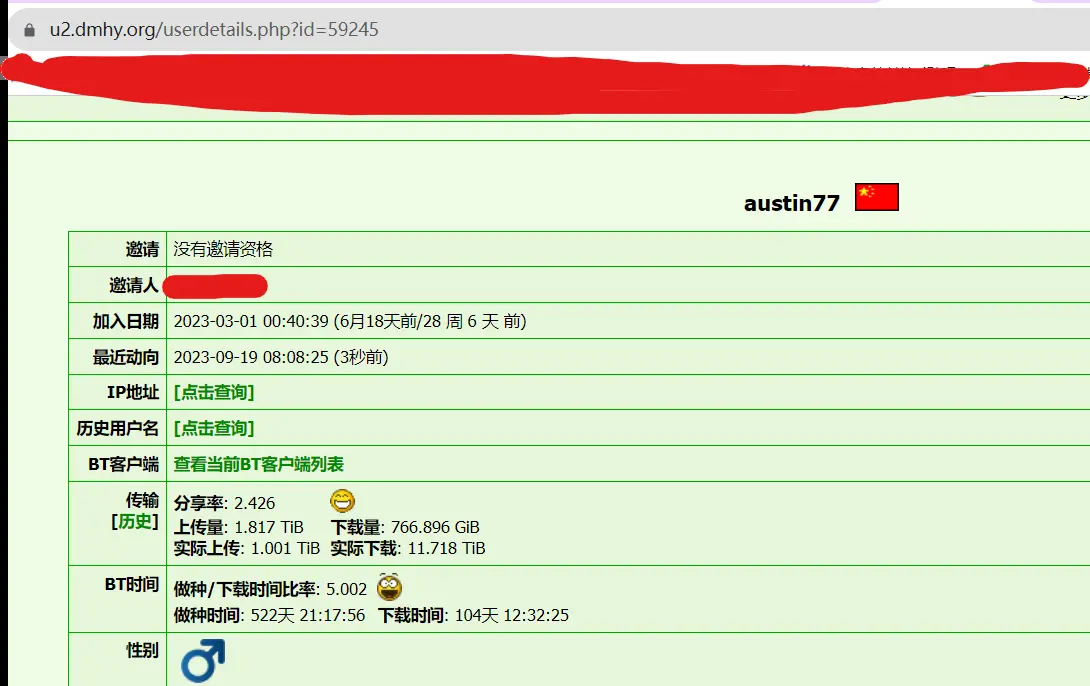 u2.dmhy.org/userdetails.php?id=59245
austin77
邀请 没有邀请资格
邀请人
加入日期 2023-03-01 00:40:39 (6月18天前/28 周 6 天 前)
最近动向 2023-09-19 08:08:25 (3秒前)
IP地址 [点击查询]
历史用户名 [点击查询]
BT客户端 查看当前BT客户端列表
传输 分享率: 2.426
[历史] 上传量: 1.817 TiB 下载量: 766.896 GiB
实际上传: 1.001 TiB 实际下载: 11.718 TiB
BT时间 做种/下载时间比率: 5.002
做种时间: 522天 21:17:56 下载时间: 104天 12:32:25
性别